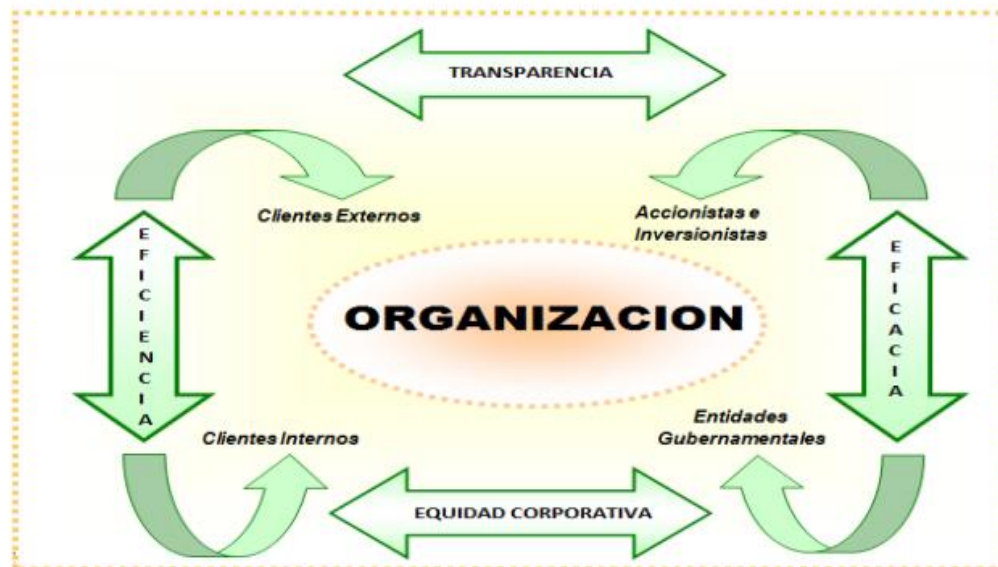 TRANSPARENCIA
Clientes Externos
Accionistas e
Inversionistas
EFICIENCIA
ORGANIZACION
EFICACIA
Clientes Internos
Entidades
Gubernamentales
EQUIDAD CORPORATIVA